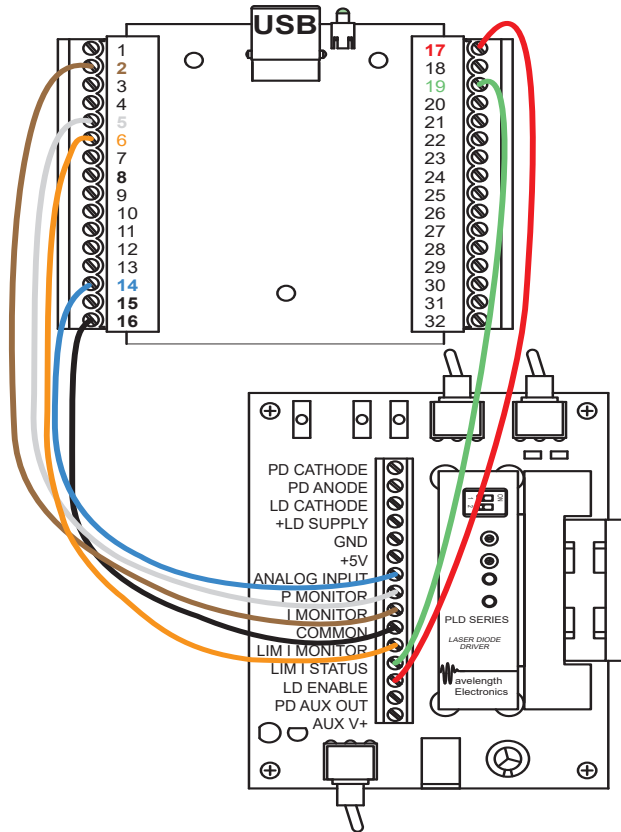 USB
1
2
3
4
5
6
7
8
9
10
11
12
13
14
15
16
17
18
19
20
21
22
23
24
25
26
27
28
29
30
31
32
PD CATHODE
PD ANODE
LD CATHODE
+LD SUPPLY
GND
+5V
ANALOG INPUT
P MONITOR
I MONITOR
COMMON
LIM I MONITOR
LIM I STATUS
LD ENABLE
PD AUX OUT
AUX V+
ON
1
2
PLD SERIES
LASER DIODE
DRIVER
avelength
Electronics